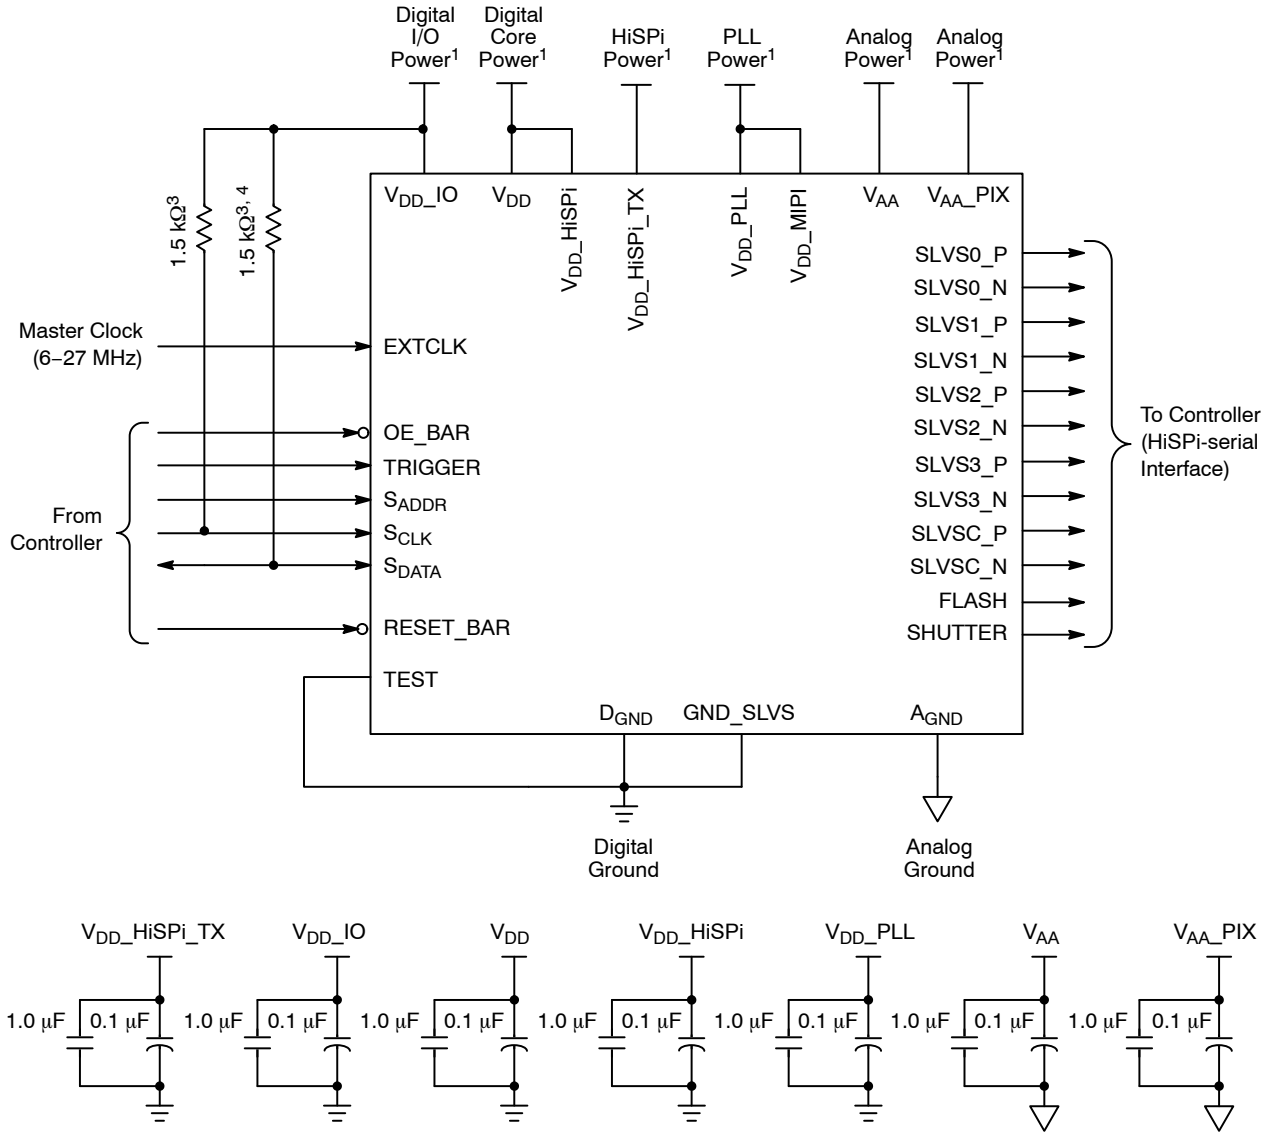 Digital
I/O
Power1
Digital
Core
Power1
HiSPi
Power1
PLL
Power1
Analog
Power1
Analog
Power1
1.5 kΩ3
1.5 kΩ3, 4
VDD_IO
VDD
VDD_HiSPi
VDD_HiSPi_TX
VDD_PLL
VDD_MIPI
VAA
VAA_PIX
Master Clock
(6–27 MHz)
EXTCLK
From
Controller
OE_BAR
TRIGGER
SADDR
SCLK
SDATA
RESET_BAR
TEST
SLVS0_P
SLVS0_N
SLVS1_P
SLVS1_N
SLVS2_P
SLVS2_N
SLVS3_P
SLVS3_N
SLVSC_P
SLVSC_N
FLASH
SHUTTER
To Controller
(HiSPi-serial
Interface)
DGND
GND_SLVS
AGND
Digital
Ground
Analog
Ground
VDD_HiSPi_TX
VDD_IO
VDD
VDD_HiSPi
VDD_PLL
VAA
VAA_PIX
1.0 μF
0.1 μF
1.0 μF
0.1 μF
1.0 μF
0.1 μF
1.0 μF
0.1 μF
1.0 μF
0.1 μF
1.0 μF
0.1 μF
1.0 μF
0.1 μF